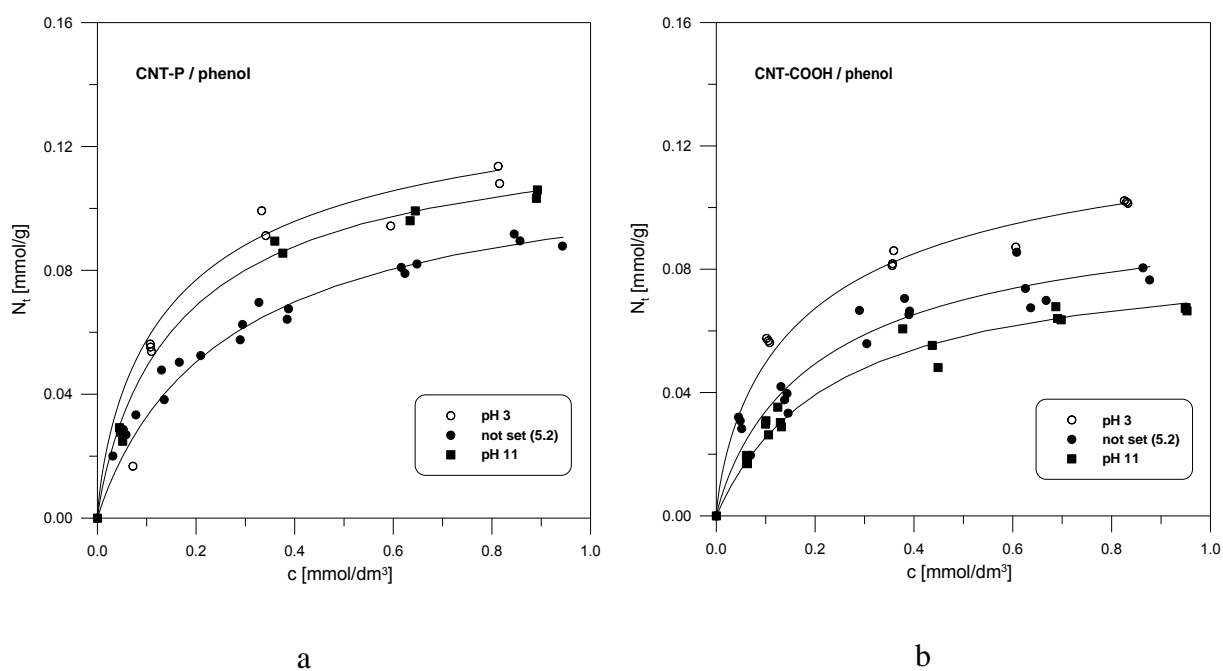 0.16
CNT-P / phenol
0.12
0.08
0.04
0.00
Nt [mmol/g]
pH 3
not set (5.2)
pH 11
0.0 0.2 0.4 0.6 0.8 1.0
c [mmol/dm³]
a
0.16
CNT-COOH / phenol
0.12
0.08
0.04
0.00
Nt [mmol/g]
pH 3
not set (5.2)
pH 11
0.0 0.2 0.4 0.6 0.8 1.0
c [mmol/dm³]
b